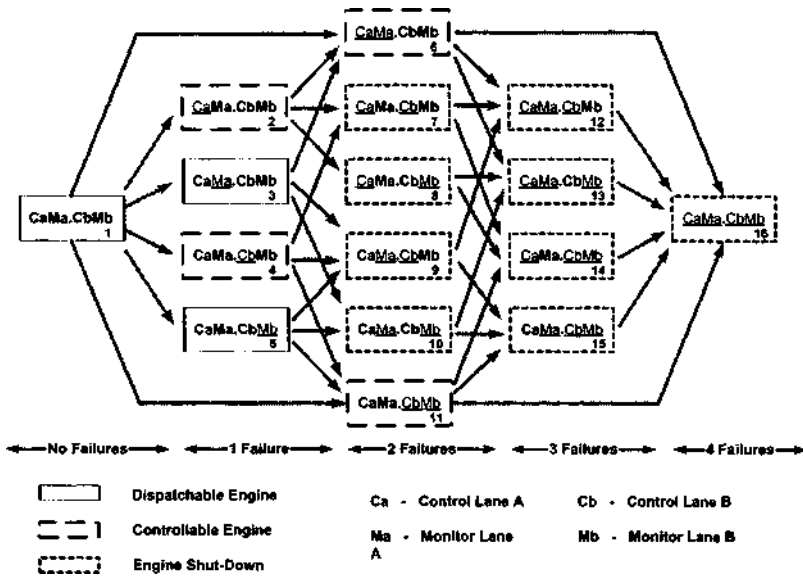 CaMa.CbMb
6
CaMa.CbMb
2
CaMa.CbMb
7
CaMa.CbMb
12
CaMa.CbMb
3
CaMa.CbMb
8
CaMa.CbMb
13
CaMa.CbMb
1
CaMa.CbMb
16
CaMa.CbMb
4
CaMa.CbMb
9
CaMa.CbMb
14
CaMa.CbMb
5
CaMa.CbMb
10
CaMa.CbMb
15
CaMa.CbMb
11
No Failures 1 Failure 2 Failures 3 Failures 4 Failures
Dispatchable Engine Ca - Control Lane A Cb - Control Lane B
Controllable Engine Ma - Monitor Lane Mb - Monitor Lane B
A
Engine Shut-Down